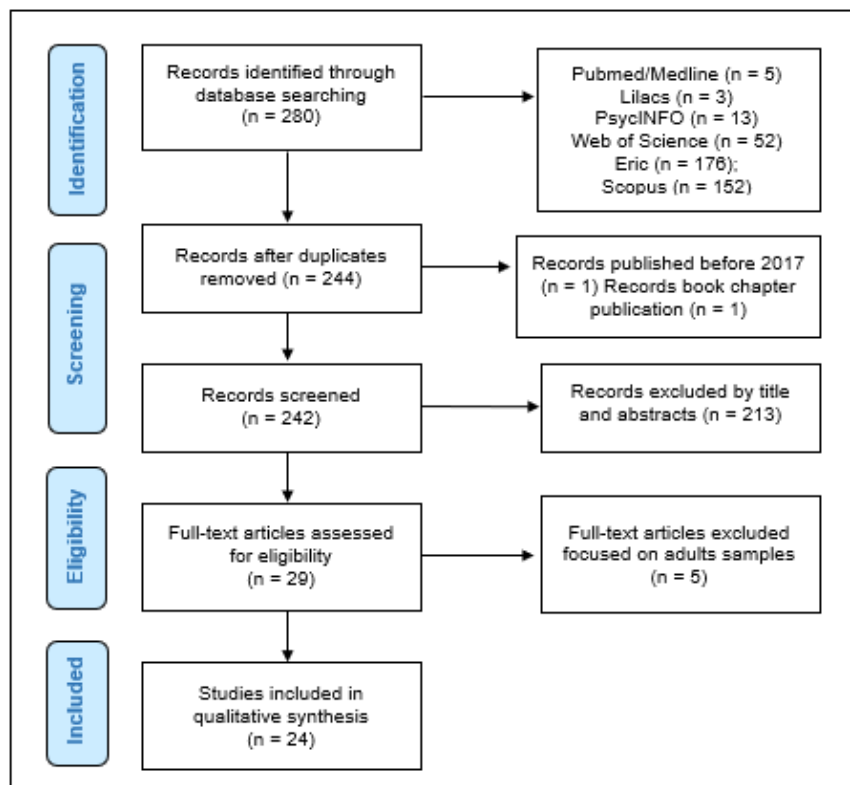 Identification
Records identified through
database searching
(n = 280)
Pubmed/Medline (n = 5)
Lilacs (n = 3)
PsycINFO (n = 13)
Web of Science (n = 52)
Eric (n = 176);
Scopus (n = 152)
Screening
Records after duplicates
removed (n = 244)
Records published before 2017
(n = 1) Records book chapter
publication (n = 1)
Records screened
(n = 242)
Records excluded by title
and abstracts (n = 213)
Eligibility
Full-text articles assessed
for eligibility
(n = 29)
Full-text articles excluded
focused on adults samples
(n = 5)
Included
Studies included in
qualitative synthesis
(n = 24)